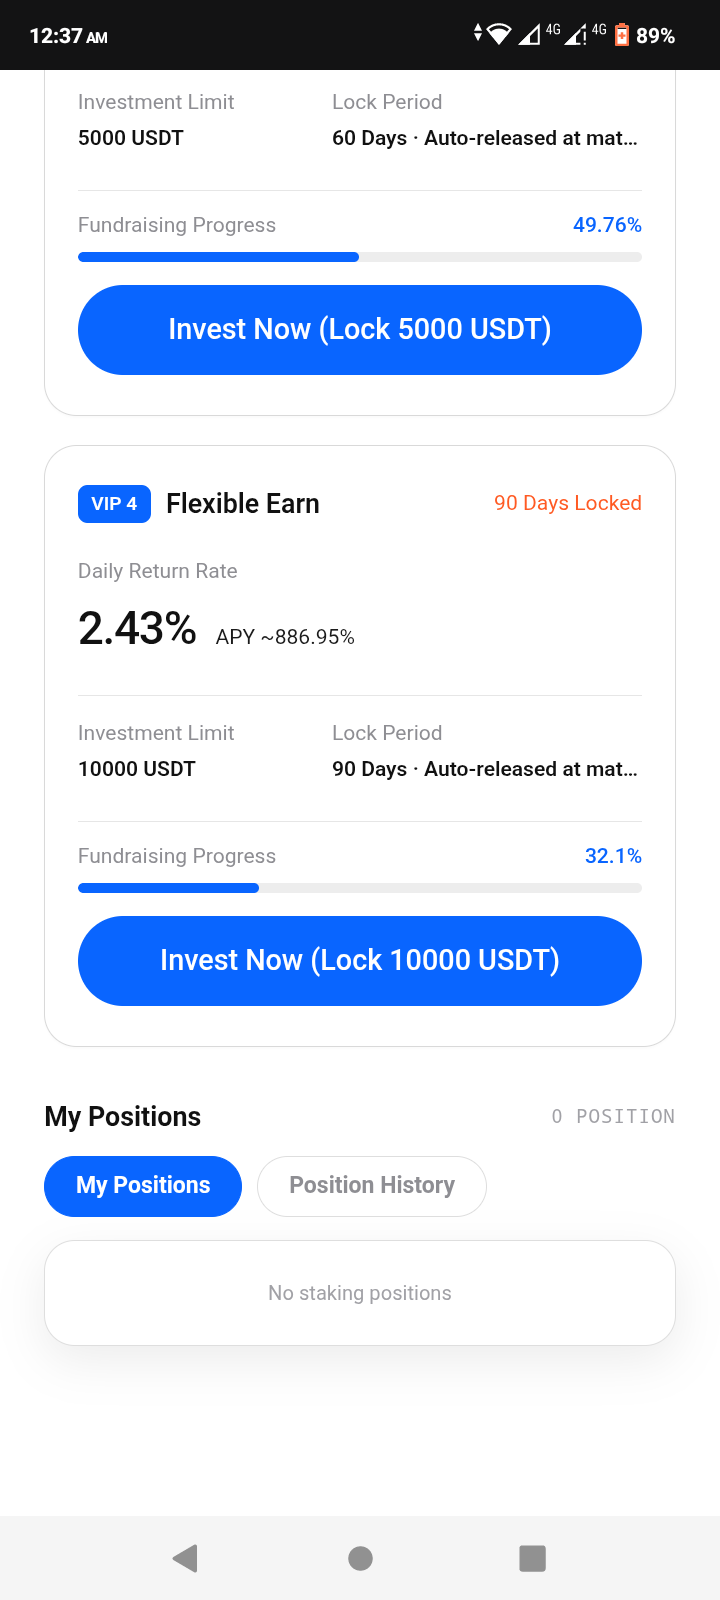 12:37 AM 4G 4G 89%
Investment Limit Lock Period
5000 USDT 60 Days · Auto-released at mat...
Fundraising Progress 49.76%
Invest Now (Lock 5000 USDT)
VIP 4 Flexible Earn 90 Days Locked
Daily Return Rate
2.43% APY ~886.95%
Investment Limit Lock Period
10000 USDT 90 Days · Auto-released at mat...
Fundraising Progress 32.1%
Invest Now (Lock 10000 USDT)
My Positions 0 POSITION
My Positions Position History
No staking positions